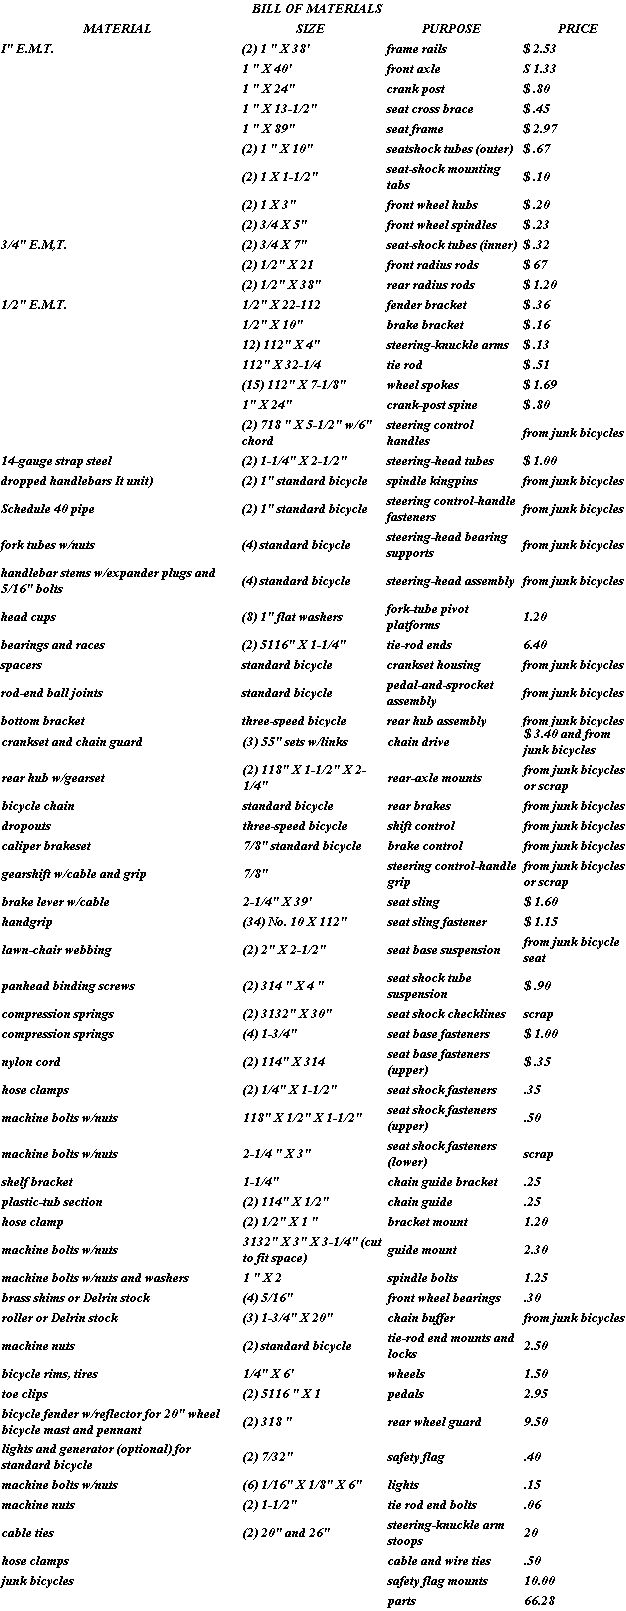 BILL OF MATERIALS
MATERIAL SIZE PURPOSE PRICE
I" E.M.T. (2) 1 " X 38' frame rails $ 2.53
1 " X 40' front axle $ 1.33
1 " X 24" crank post $ .80
1 " X 13-1/2" seat cross brace $ .45
1 " X 89" seat frame $ 2.97
(2) 1 " X 10" seatshock tubes (outer) $ .67
(2) 1 X 1-1/2" seat-shock mounting tabs $ .10
(2) 1 X 3" front wheel hubs $ .20
(2) 3/4 X 5" front wheel spindles $ .23
3/4" E.M,T. (2) 3/4 X 7" seat-shock tubes (inner) $ .32
(2) 1/2" X 21 front radius rods $ 67
(2) 1/2" X 38" rear radius rods $ 1.20
1/2" E.M.T. 1/2" X 22-112 fender bracket $ .36
1/2" X 10" brake bracket $ .16
12) 112" X 4" steering-knuckle arms $ .13
112" X 32-1/4 tie rod $ .51
(15) 112" X 7-1/8" wheel spokes $ 1.69
1" X 24" crank-post spine $ .80
(2) 718 " X 5-1/2" w/6" chord steering control handles from junk bicycles
14-gauge strap steel (2) 1-1/4" X 2-1/2" steering-head tubes $ 1.00
dropped handlebars It unit) (2) 1" standard bicycle spindle kingpins from junk bicycles
Schedule 40 pipe (2) 1" standard bicycle steering control-handle fasteners from junk bicycles
fork tubes w/nuts (4) standard bicycle steering-head bearing supports from junk bicycles
handlebar stems w/expander plugs and 5/16" bolts (4) standard bicycle steering-head assembly from junk bicycles
head cups (8) 1" flat washers fork-tube pivot platforms 1.20
bearings and races (2) 5116" X 1-1/4" tie-rod ends 6.40
spacers standard bicycle crankset housing from junk bicycles
rod-end ball joints standard bicycle pedal-and-sprocket assembly from junk bicycles
bottom bracket three-speed bicycle rear hub assembly from junk bicycles
crankset and chain guard (3) 55" sets w/links chain drive $ 3.40 and from junk bicycles
rear hub w/gearset (2) 118" X 1-1/2" X 2-1/4" rear-axle mounts from junk bicycles or scrap
bicycle chain standard bicycle rear brakes from junk bicycles
dropouts three-speed bicycle shift control from junk bicycles
caliper brakeset 7/8" standard bicycle brake control from junk bicycles
gearshift w/cable and grip 7/8" steering control-handle grip from junk bicycles or scrap
brake lever w/cable 2-1/4" X 39' seat sling $ 1.60
handgrip (34) No. 10 X 112" seat sling fastener $ 1.15
lawn-chair webbing (2) 2" X 2-1/2" seat base suspension from junk bicycle seat
panhead binding screws (2) 314 " X 4 " seat shock tube suspension $ .90
compression springs (2) 3132" X 30" seat shock checklines scrap
compression springs (4) 1-3/4" seat base fasteners $ 1.00
nylon cord (2) 114" X 314 seat base fasteners (upper) $ .35
hose clamps (2) 1/4" X 1-1/2" seat shock fasteners .35
machine bolts w/nuts 118" X 1/2" X 1-1/2" seat shock fasteners (upper) .50
machine bolts w/nuts 2-1/4 " X 3" seat shock fasteners (lower) scrap
shelf bracket 1-1/4" chain guide bracket .25
plastic-tub section (2) 114" X 1/2" chain guide .25
hose clamp (2) 1/2" X 1 " bracket mount 1.20
machine bolts w/nuts 3132" X 3" X 3-1/4" (cut to fit space) guide mount 2.30
machine bolts w/nuts and washers 1 " X 2 spindle bolts 1.25
brass shims or Delrin stock (4) 5/16" front wheel bearings .30
roller or Delrin stock (3) 1-3/4" X 20" chain buffer from junk bicycles
machine nuts (2) standard bicycle tie-rod end mounts and locks 2.50
bicycle rims, tires 1/4" X 6' wheels 1.50
toe clips (2) 5116 " X 1 pedals 2.95
bicycle fender w/reflector for 20" wheel bicycle mast and pennant (2) 318 " rear wheel guard 9.50
lights and generator (optional) for standard bicycle (2) 7/32" safety flag .40
machine bolts w/nuts (6) 1/16" X 1/8" X 6" lights .15
machine nuts (2) 1-1/2" tie rod end bolts .06
cable ties (2) 20" and 26" steering-knuckle arm stoops 20
hose clamps cable and wire ties .50
junk bicycles safety flag mounts 10.00
parts 66.28